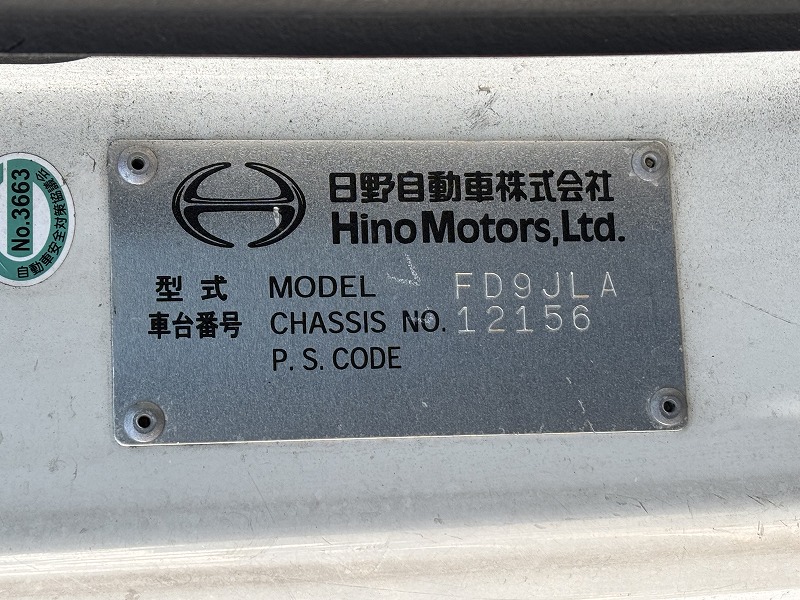 日野自動車株式会社
Hino Motors, Ltd.
型式 MODEL FD9JLA
車台番号 CHASSIS NO. 12156
P. S. CODE
No.3663